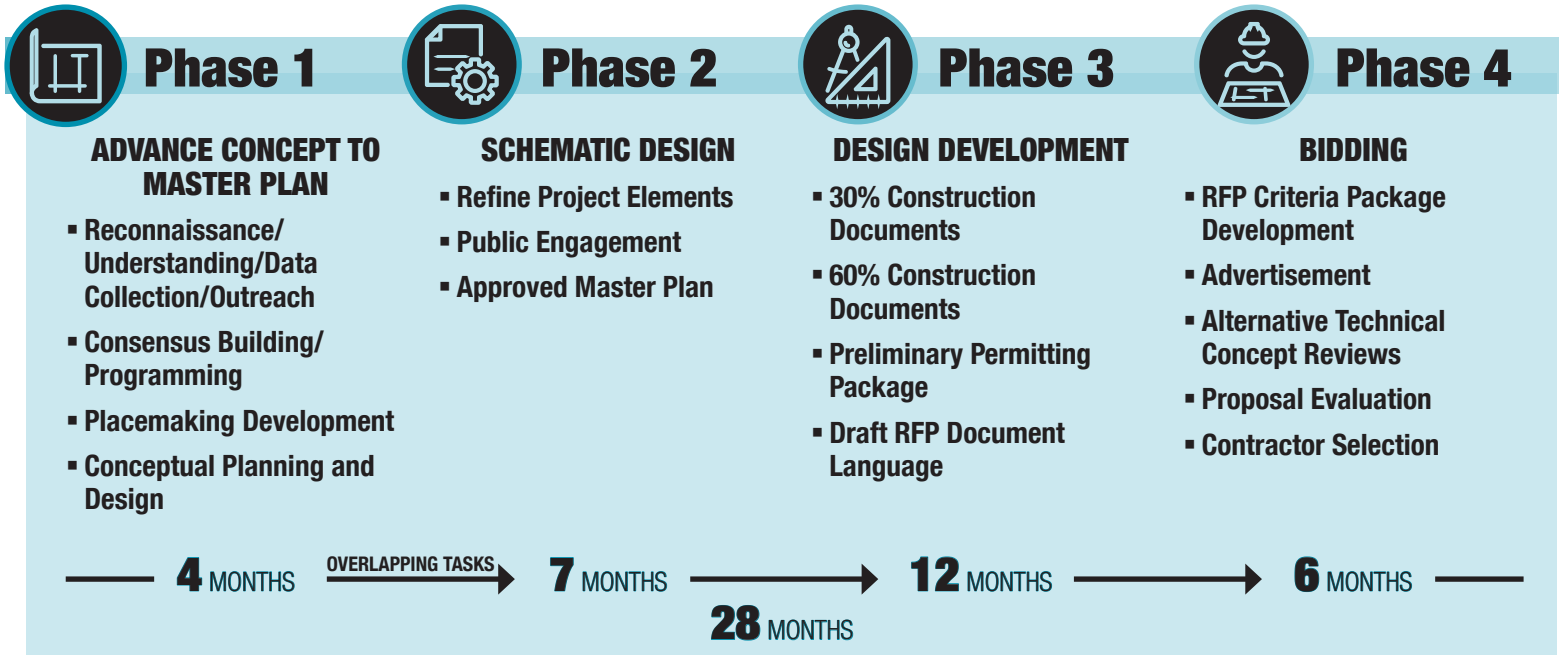 Phase 1
ADVANCE CONCEPT TO
MASTER PLAN
▪ Reconnaissance/
Understanding/Data
Collection/Outreach
▪ Consensus Building/
Programming
▪ Placemaking Development
▪ Conceptual Planning and
Design
Phase 2
SCHEMATIC DESIGN
▪ Refine Project Elements
▪ Public Engagement
▪ Approved Master Plan
Phase 3
DESIGN DEVELOPMENT
▪ 30% Construction
Documents
▪ 60% Construction
Documents
▪ Preliminary Permitting
Package
▪ Draft RFP Document
Language
Phase 4
BIDDING
▪ RFP Criteria Package
Development
▪ Advertisement
▪ Alternative Technical
Concept Reviews
▪ Proposal Evaluation
▪ Contractor Selection
4 MONTHS
OVERLAPPING TASKS
7 MONTHS
12 MONTHS
6 MONTHS
28 MONTHS